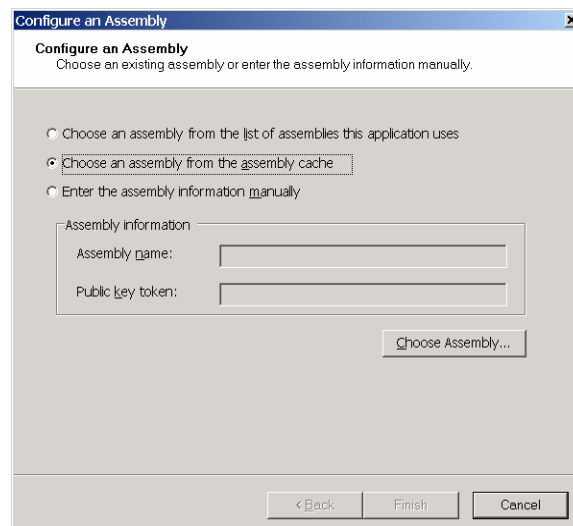 Configure an Assembly
Configure an Assembly
Choose an existing assembly or enter the assembly information manually.
Choose an assembly from the list of assemblies this application uses
Choose an assembly from the assembly cache
Enter the assembly information manually
Assembly information
Assembly name:
Public key token:
Choose Assembly...
< Back Finish Cancel